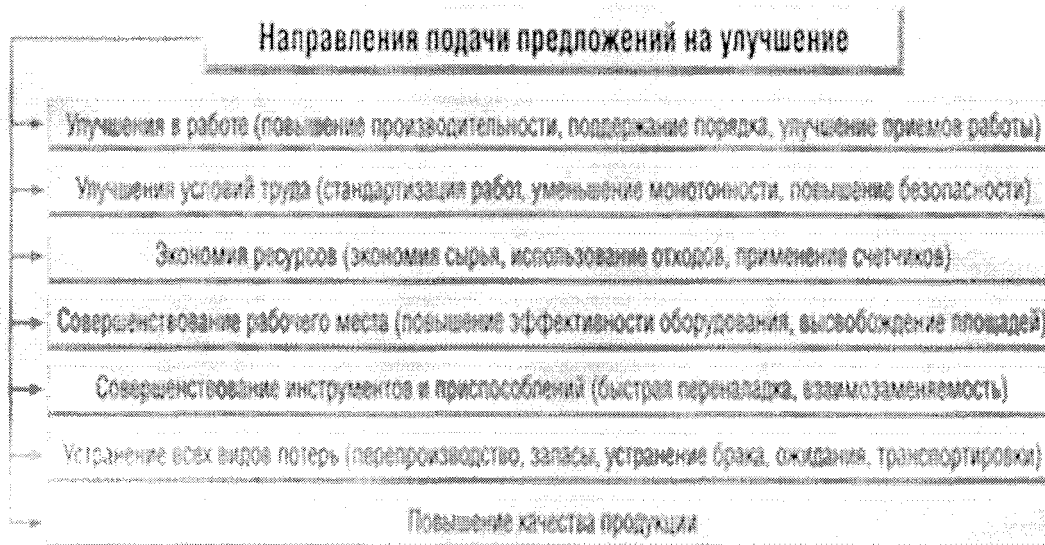 Направления подачи предложений на улучшение
Улучшения в работе (повышение производительности, поддержание порядка, улучшение приемов работы)
Улучшения условий труда (стандартизация работ, уменьшение монотонности, повышение безопасности)
Экономия ресурсов (экономия сырья, использование отходов, применение счетчиков)
Совершенствование рабочего места (повышение эффективности оборудования, высвобождение площадей)
Совершенствование инструментов и приспособлений (быстрая переналадка, взаимозаменяемость)
Устранение всех видов потерь (перепроизводство, запасы, устранение брака, ожидания, транспортировки)
Повышение качества продукции